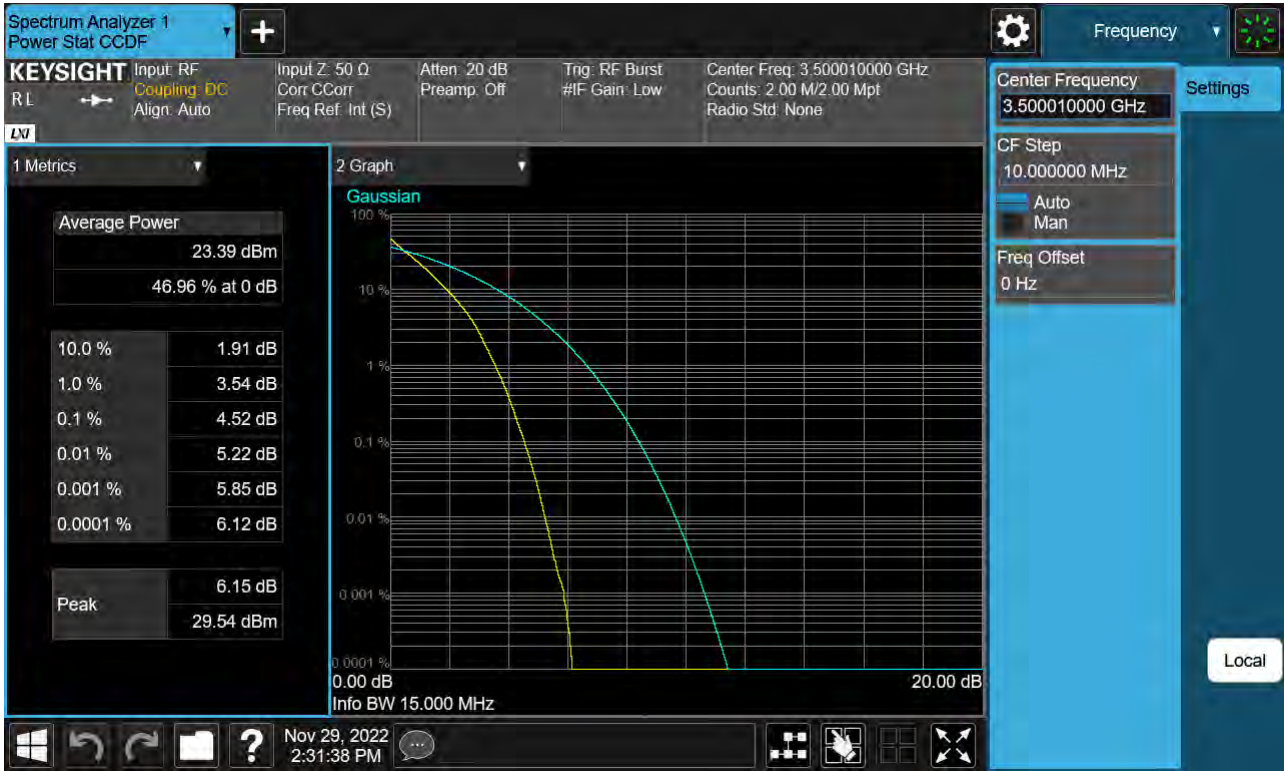 Spectrum Analyzer 1
Power Stat CCDF
+
Frequency
KEYSIGHT
RL
LXI
Input: RF
Coupling: DC
Align: Auto
Input Z: 50 Ω
Corr CCorr
Freq Ref: Int (S)
Atten: 20 dB
Preamp: Off
Trig: RF Burst
#IF Gain: Low
Center Freq: 3.500010000 GHz
Counts: 2.00 M/2.00 Mpt
Radio Std: None
Center Frequency
3.500010000 GHz
CF Step
10.000000 MHz
Auto
Man
Freq Offset
0 Hz
Settings
Local
1 Metrics
Average Power
23.39 dBm
46.96 % at 0 dB
10.0 % 1.91 dB
1.0 % 3.54 dB
0.1 % 4.52 dB
0.01 % 5.22 dB
0.001 % 5.85 dB
0.0001 % 6.12 dB
Peak
6.15 dB
29.54 dBm
2 Graph
Gaussian
100 %
10 %
1 %
0.1 %
0.01 %
0.001 %
0.0001 %
0.00 dB 20.00 dB
Info BW 15.000 MHz
?
Nov 29, 2022
2:31:38 PM